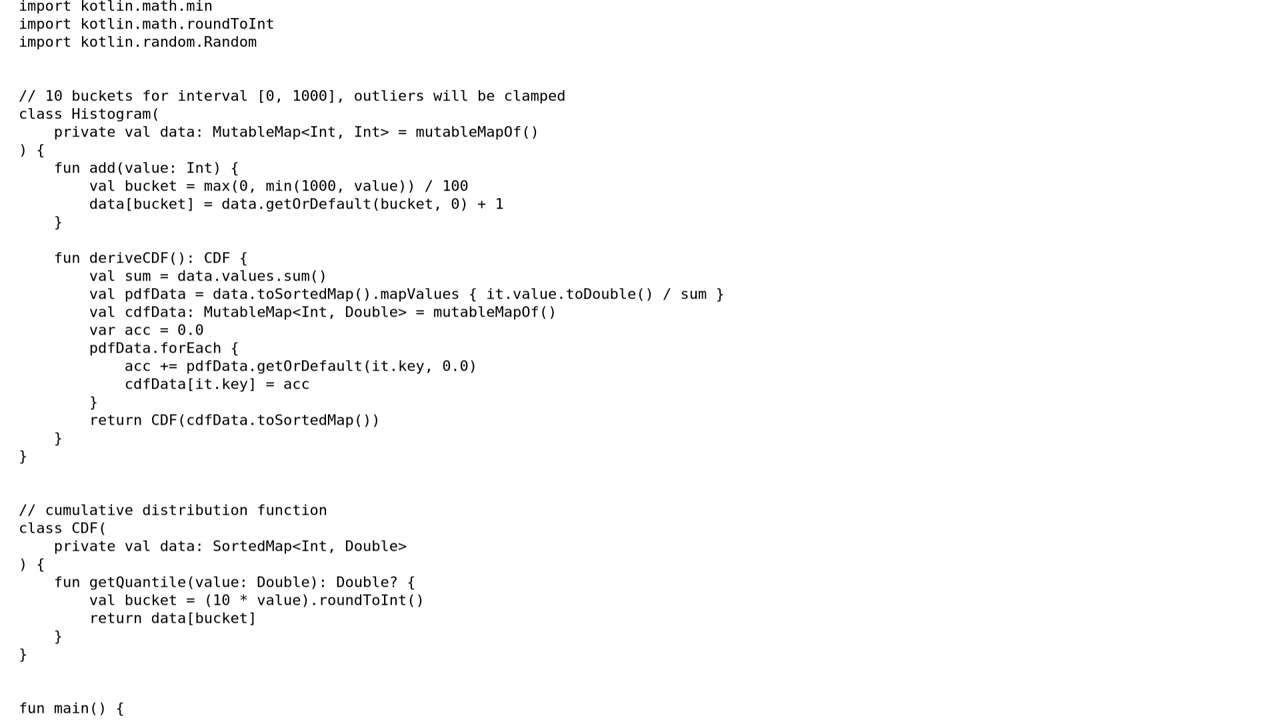 import kotlin.math.min
import kotlin.math.roundToInt
import kotlin.random.Random


// 10 buckets for interval [0, 1000], outliers will be clamped
class Histogram(
    private val data: MutableMap<Int, Int> = mutableMapOf()
) {
    fun add(value: Int) {
        val bucket = max(0, min(1000, value)) / 100
        data[bucket] = data.getOrDefault(bucket, 0) + 1
    }

    fun deriveCDF(): CDF {
        val sum = data.values.sum()
        val pdfData = data.toSortedMap().mapValues { it.value.toDouble() / sum }
        val cdfData: MutableMap<Int, Double> = mutableMapOf()
        var acc = 0.0
        pdfData.forEach {
            acc += pdfData.getOrDefault(it.key, 0.0)
            cdfData[it.key] = acc
        }
        return CDF(cdfData.toSortedMap())
    }
}


// cumulative distribution function
class CDF(
    private val data: SortedMap<Int, Double>
) {
    fun getQuantile(value: Double): Double? {
        val bucket = (10 * value).roundToInt()
        return data[bucket]
    }
}


fun main() {